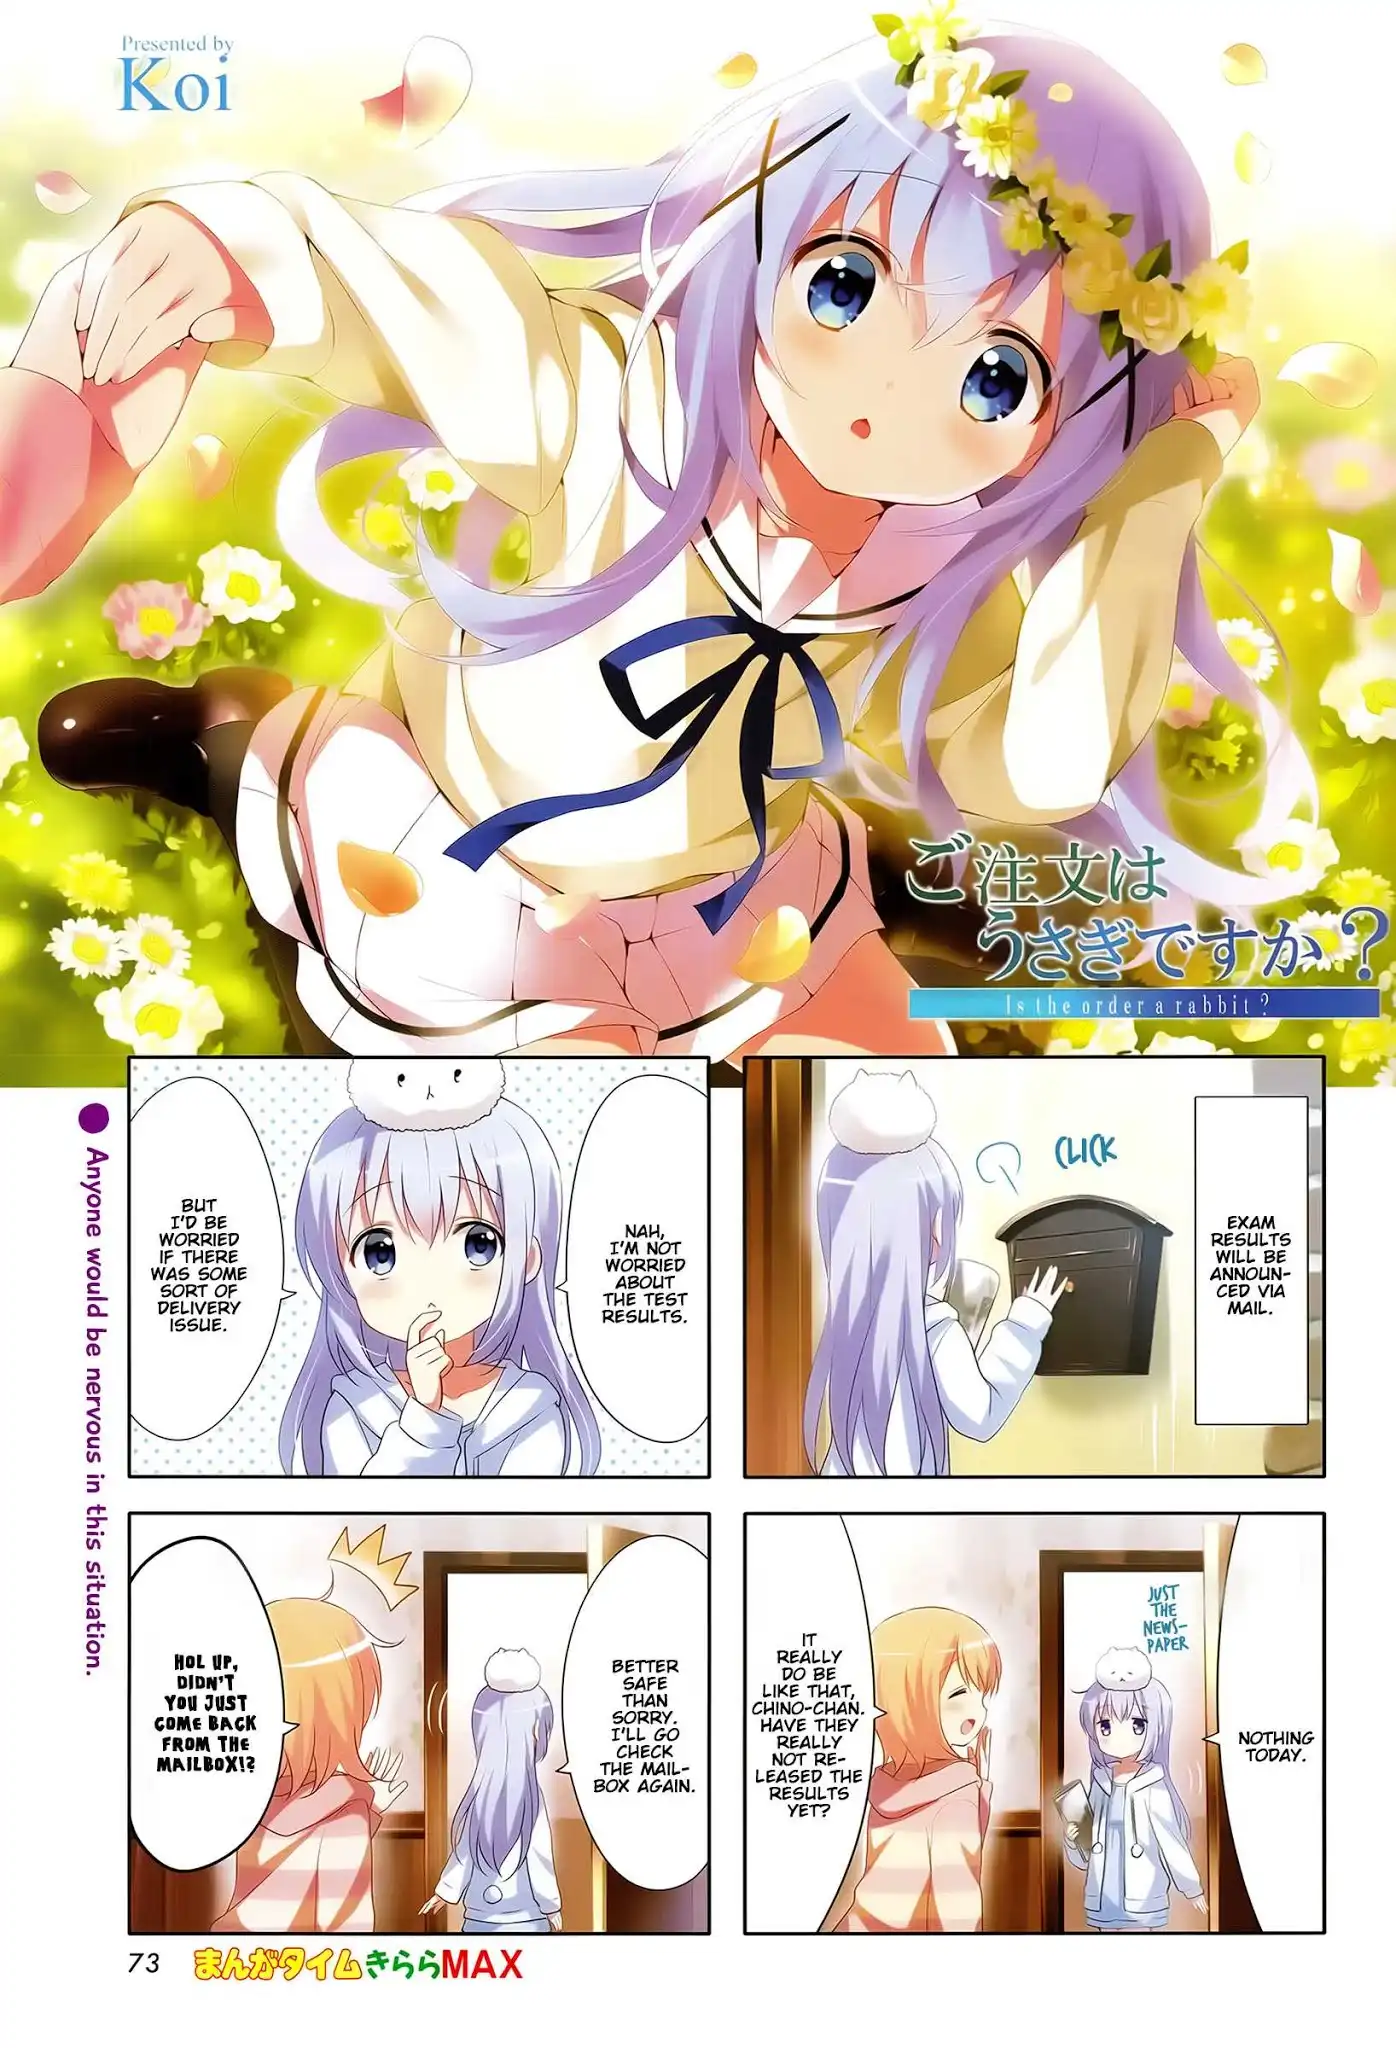 Presented by
Koi
ご注文は
うさぎですか？
Is the order a rabbit?
EXAM
RESULTS
WILL BE
ANNOUN-
CED VIA
MAIL.
CLICK
NAH,
I'M NOT
WORRIED
ABOUT
THE TEST
RESULTS.
BUT
I'D BE
WORRIED
IF THERE
WAS SOME
SORT OF
DELIVERY
ISSUE.
● Anyone would be nervous in this situation.
JUST
THE
NEWS-
PAPER
NOTHING
TODAY.
IT
REALLY
DO BE
LIKE THAT,
CHINO-CHAN.
HAVE THEY
REALLY
NOT RE-
LEASED THE
RESULTS
YET?
BETTER
SAFE
THAN
SORRY.
I'LL GO
CHECK
THE MAIL-
BOX AGAIN.
HOL UP,
DIDN'T
YOU JUST
COME BACK
FROM THE
MAILBOX!?
73
まんがタイムきららMAX